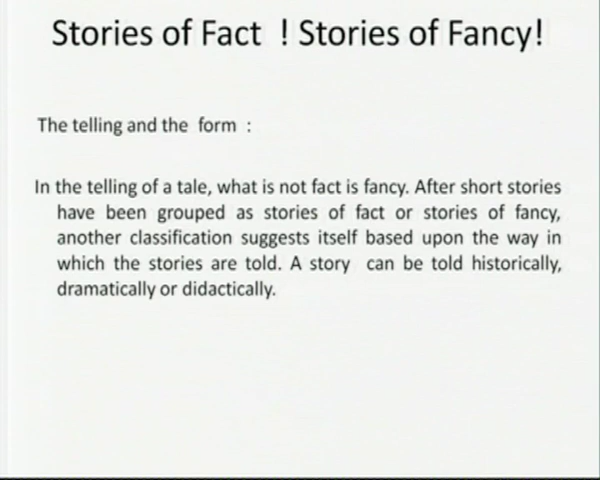 Stories of Fact  ! Stories of Fancy!
The telling and the  form  :
In the telling of a tale, what is not fact is fancy. After short stories
have been grouped as stories of fact or stories of fancy,
another classification suggests itself based upon the way in
which the stories are told. A story  can be told historically,
dramatically or didactically.